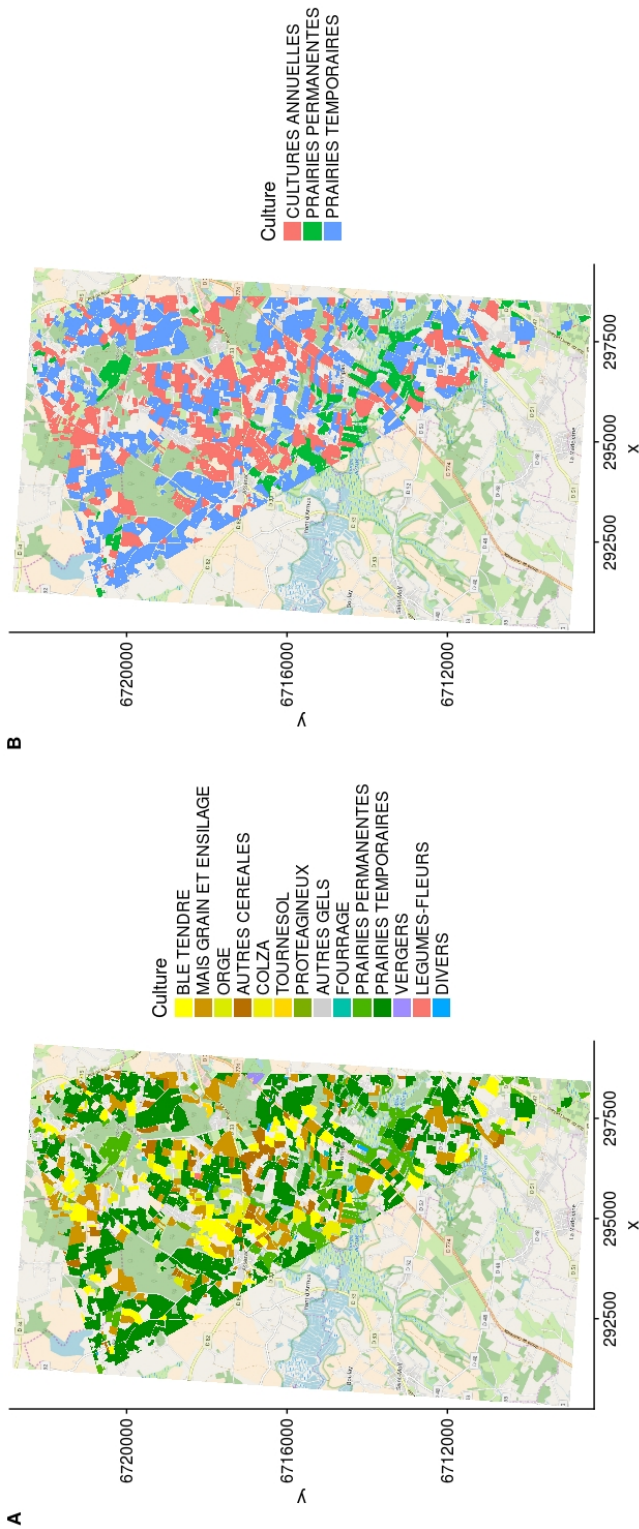 A
y
6720000
6716000
6712000
292500
295000
297500
x
Culture
BLE TENDRE
MAIS GRAIN ET ENSILAGE
ORGE
AUTRES CEREALES
COLZA
TOURNESOL
PROTEAGINEUX
AUTRES GELS
FOURRAGE
PRAIRIES PERMANENTES
PRAIRIES TEMPORAIRES
VERGERS
LEGUMES-FLEURS
DIVERS
B
y
6720000
6716000
6712000
292500
295000
297500
x
Culture
CULTURES ANNUELLES
PRAIRIES PERMANENTES
PRAIRIES TEMPORAIRES